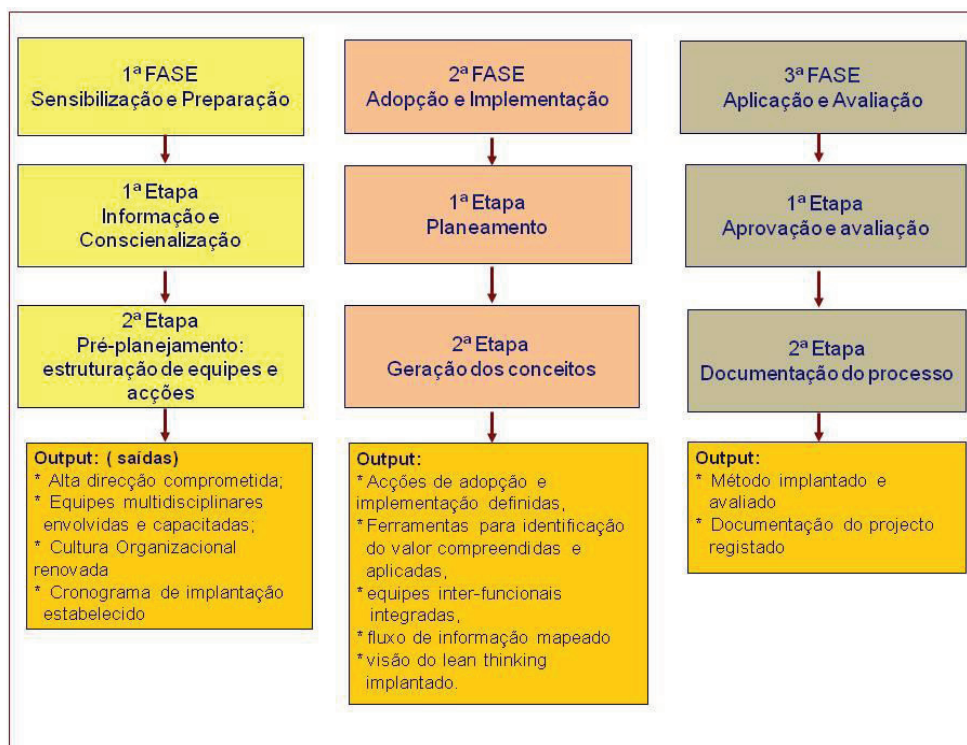 1ª FASE
Sensibilização e Preparação
1ª Etapa
Informação e
Conscienalização
2ª Etapa
Pré-planejamento:
estruturação de equipes e
acções
Output: ( saídas)
* Alta direcção comprometida;
* Equipes multidisciplinares
envolvidas e capacitadas;
* Cultura Organizacional
renovada
* Cronograma de implantação
estabelecido
2ª FASE
Adopção e Implementação
1ª Etapa
Planeamento
2ª Etapa
Geração dos conceitos
Output:
*Acções de adopção e
implementação definidas,
*Ferramentas para identificação
do valor compreendidas e
aplicadas,
*equipes inter-funcionais
integradas,
*fluxo de informação mapeado
*visão do lean thinking
implantado.
3ª FASE
Aplicação e Avaliação
1ª Etapa
Aprovação e avaliação
2ª Etapa
Documentação do processo
Output:
* Método implantado e
avaliado
* Documentação do projecto
registado